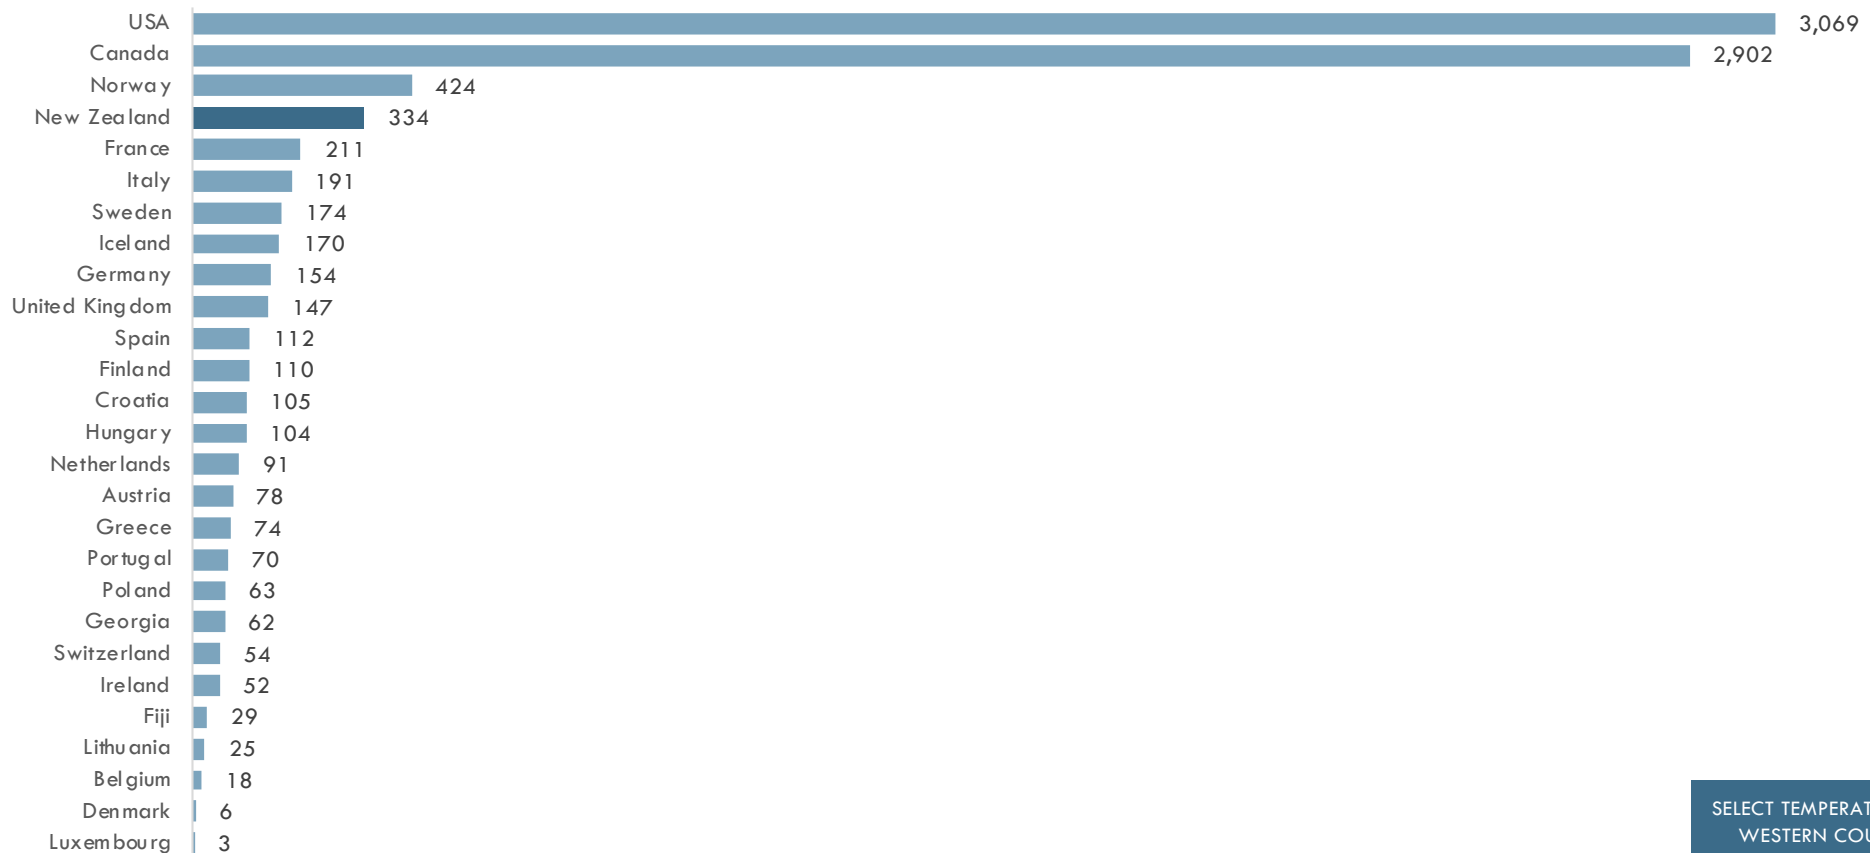 USA 3,069
Canada 2,902
Norway 424
New Zealand 334
France 211
Italy 191
Sweden 174
Iceland 170
Germany 154
United Kingdom 147
Spain 112
Finland 110
Croatia 105
Hungary 104
Netherlands 91
Austria 78
Greece 74
Portugal 70
Poland 63
Georgia 62
Switzerland 54
Ireland 52
Fiji 29
Lithuania 25
Belgium 18
Denmark 6
Luxembourg 3
SELECT
WESTERN